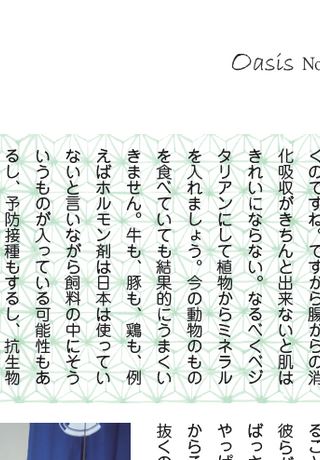 Oasis No
くのですね。ですから腸からの消
化吸収がきちんと出来ないと肌は
きれいにならない。なるべくベジ
タリアンにして植物からミネラル
を入れましょう。今の動物のもの
を食べていても結果的にうまくい
きません。牛も、豚も、鶏も、例
えばホルモン剤は日本は使ってい
ないと言いながら飼料の中にそう
いうものが入っている可能性もあ
るし、予防接種もするし、抗生物
るこ
彼らが
ばっさ
やっぱ
からこ
抜くの